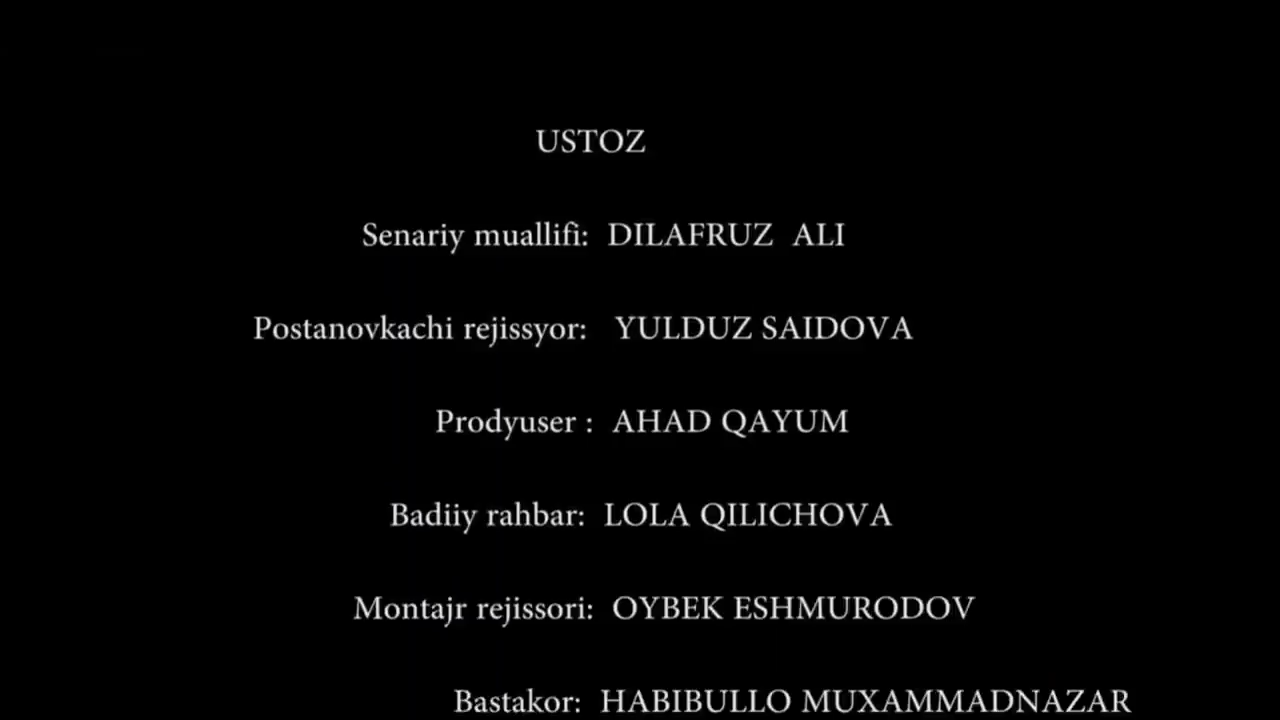 USTOZ
Senariy muallifi: DILAFRUZ ALI
Postanovkachi rejissyor: YULDUZ SAIDOVA
Prodyuser : AHAD QAYUM
Badiiy rahbar: LOLA QILICHOVA
Montajr rejissori: OYBEK ESHMURODOV
Bastakor: HABIBULLO MUXAMMADNAZAR